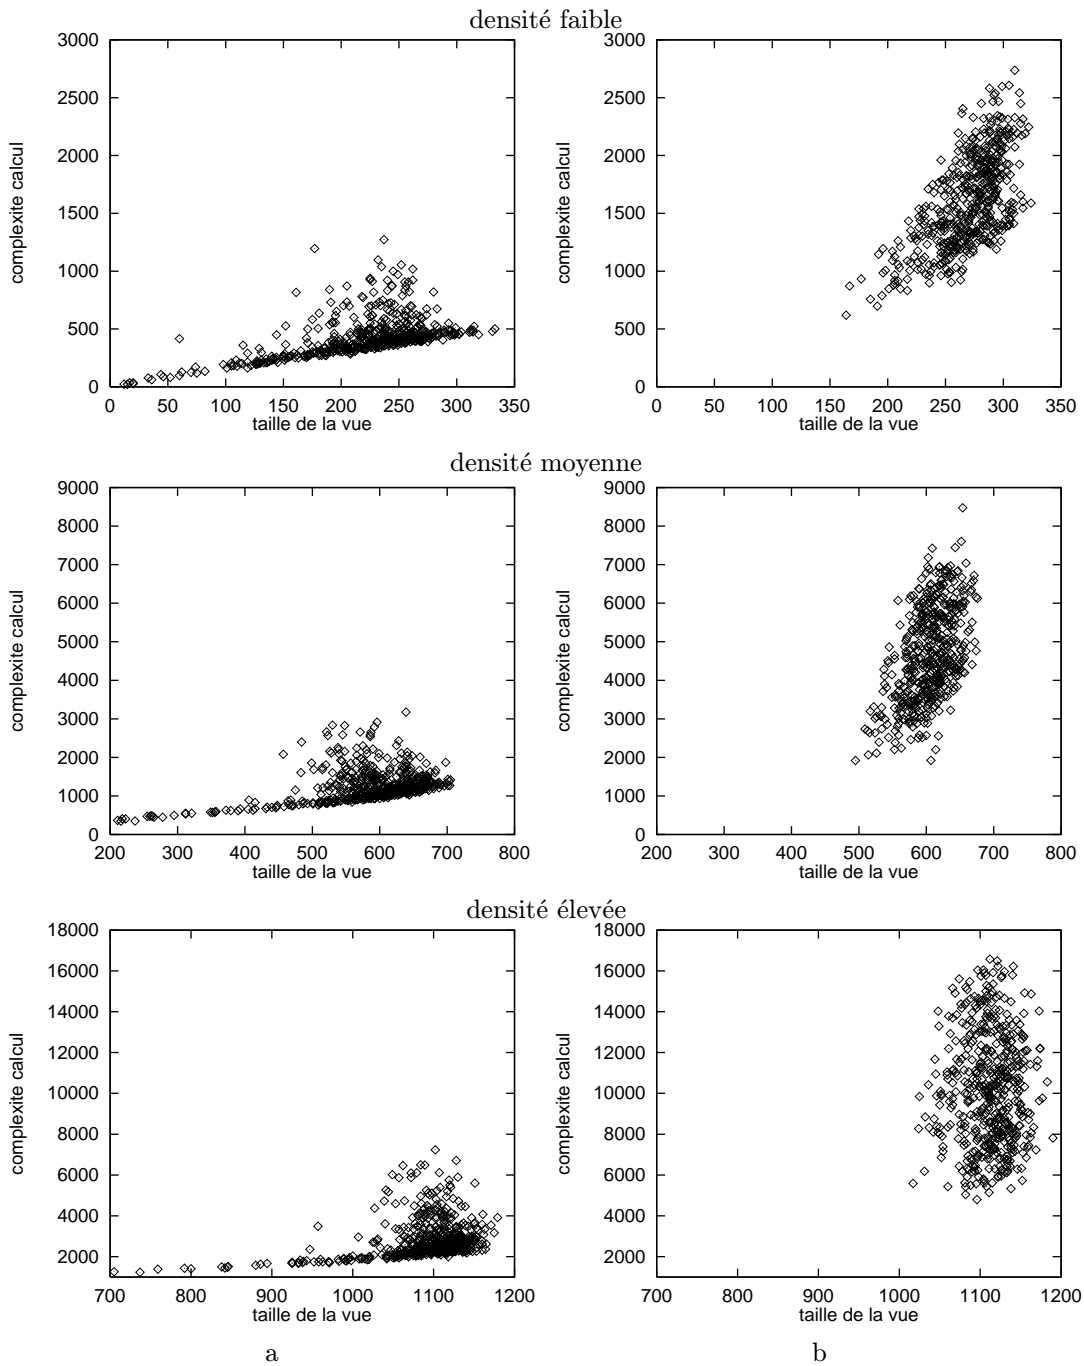 densité faible
3000
2500
2000
1500
1000
500
0
complexite calcul
0 50 100 150 200 250 300 350
taille de la vue
3000
2500
2000
1500
1000
500
0
complexite calcul
0 50 100 150 200 250 300 350
taille de la vue
densité moyenne
9000
8000
7000
6000
5000
4000
3000
2000
1000
0
complexite calcul
200 300 400 500 600 700 800
taille de la vue
9000
8000
7000
6000
5000
4000
3000
2000
1000
0
complexite calcul
200 300 400 500 600 700 800
taille de la vue
densité élevée
18000
16000
14000
12000
10000
8000
6000
4000
2000
complexite calcul
700 800 900 1000 1100 1200
taille de la vue
18000
16000
14000
12000
10000
8000
6000
4000
2000
complexite calcul
700 800 900 1000 1100 1200
taille de la vue
a
b